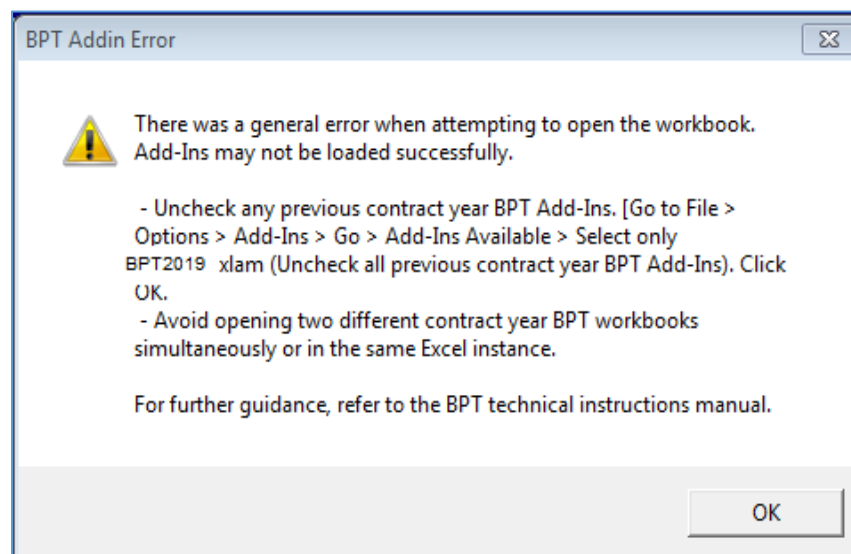 BPT Addin Error
There was a general error when attempting to open the workbook.
Add-Ins may not be loaded successfully.
- Uncheck any previous contract year BPT Add-Ins. [Go to File >
Options > Add-Ins > Go > Add-Ins Available > Select only
BPT2019 xlam (Uncheck all previous contract year BPT Add-Ins). Click
OK.
- Avoid opening two different contract year BPT workbooks
simultaneously or in the same Excel instance.
For further guidance, refer to the BPT technical instructions manual.
OK